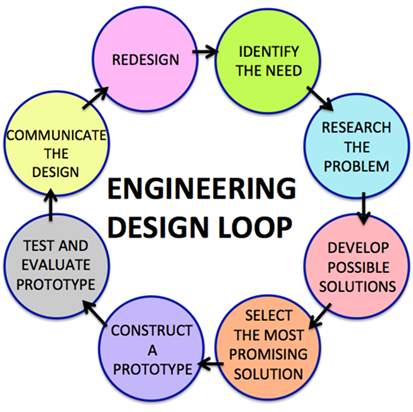 ENGINEERING
DESIGN LOOP
IDENTIFY
THE NEED
RESEARCH
THE
PROBLEM
DEVELOP
POSSIBLE
SOLUTIONS
SELECT
THE MOST
PROMISING
SOLUTION
CONSTRUCT
A
PROTOTYPE
TEST AND
EVALUATE
PROTOTYPE
COMMUNICATE
THE
DESIGN
REDESIGN